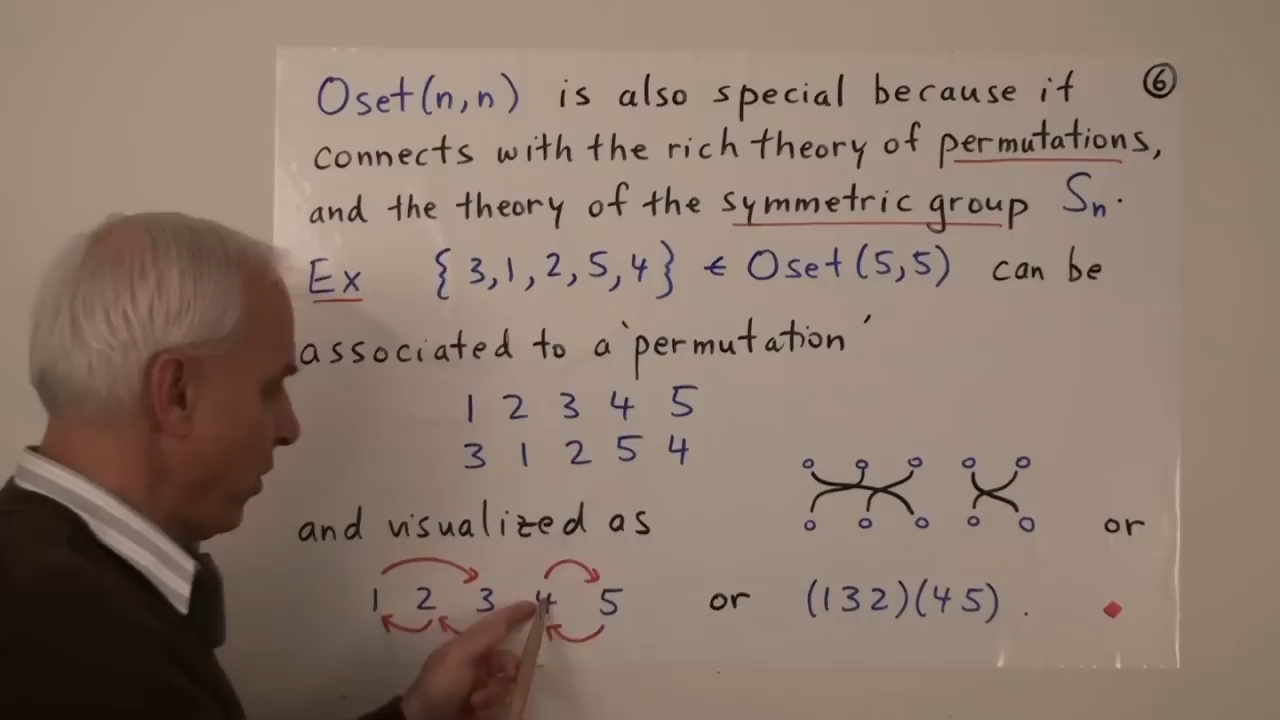 Oset(n,n) is also special because it ⑥
connects with the rich theory of permutations,
and the theory of the symmetric group Sₙ.
Ex {3,1,2,5,4} ∈ Oset(5,5) can be
associated to a 'permutation'
1 2 3 4 5
3 1 2 5 4
and visualized as or
1 2 3 4 5 or (132)(45).